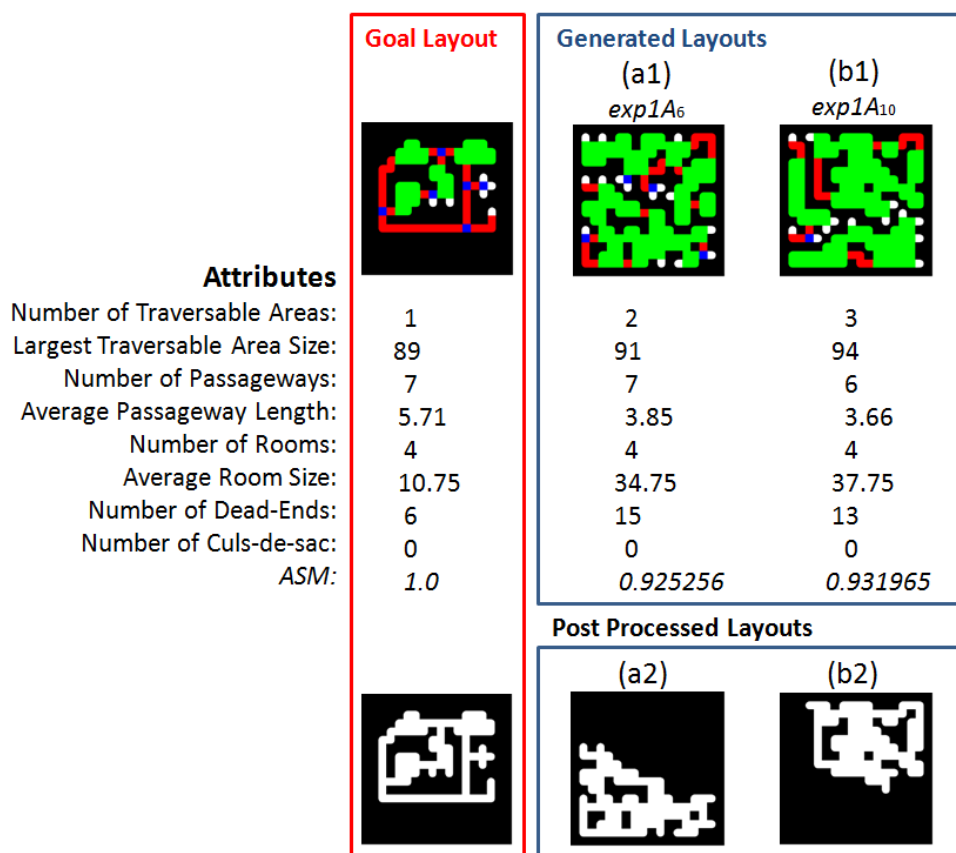 Goal Layout
Generated Layouts
(a1) (b1)
exp1A6 exp1A10
Attributes
Number of Traversable Areas: 1 2 3
Largest Traversable Area Size: 89 91 94
Number of Passageways: 7 7 6
Average Passageway Length: 5.71 3.85 3.66
Number of Rooms: 4 4 4
Average Room Size: 10.75 34.75 37.75
Number of Dead-Ends: 6 15 13
Number of Culs-de-sac: 0 0 0
ASM: 1.0 0.925256 0.931965
Post Processed Layouts
(a2) (b2)